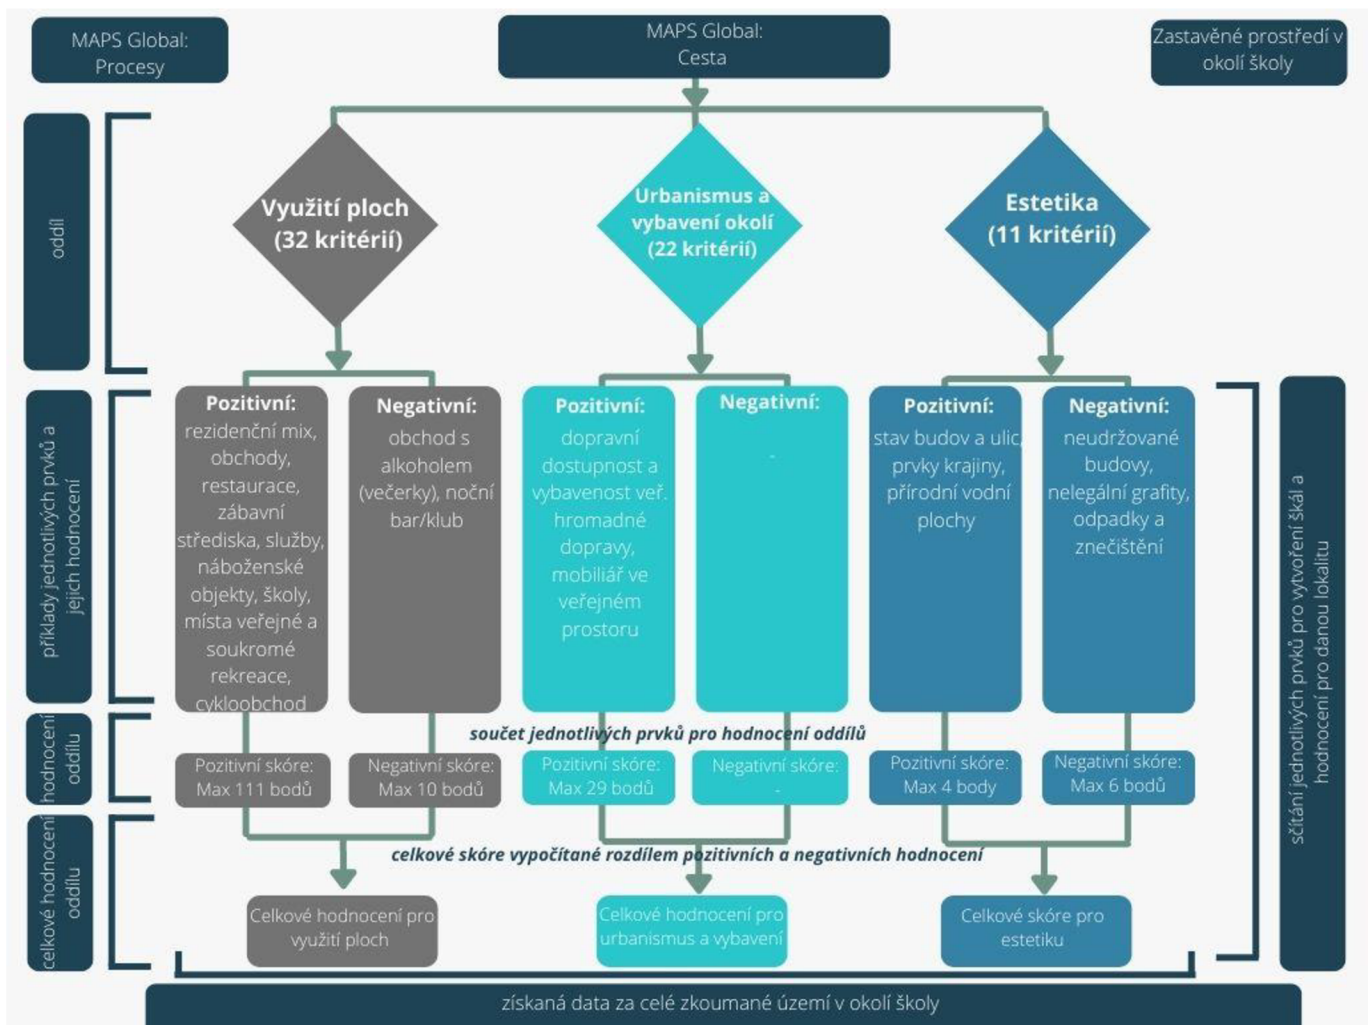 MAPS Global:
Procesy
MAPS Global:
Cesta
Zastavěné prostředí v
okolí školy
oddíl
Využití ploch
(32 kritérií)
Urbanismus a
vybavení okolí
(22 kritérií)
Estetika
(11 kritérií)
příklady jednotlivých prvků a
jejich hodnocení
Pozitivní:
rezidenční mix,
obchody,
restaurace,
zábavní
střediska, služby,
náboženské
objekty, školy,
místa veřejné a
soukromé
rekreace,
cykloobchod
Negativní:
obchod s
alkoholem
(večerky), noční
bar/klub
Pozitivní:
dopravní
dostupnost a
vybavenost veř.
hromadné
dopravy,
mobiliář ve
veřejném
prostoru
Negativní:
-
Pozitivní:
stav budov a ulic,
prvky krajiny,
přírodní vodní
plochy
Negativní:
neudržované
budovy,
nelegální grafity,
odpadky a
znečištění
sčítání jednotlivých prvků pro vytvoření škál a
hodnocení pro danou lokalitu
součet jednotlivých prvků pro hodnocení oddílů
hodnocení
oddílu
Pozitivní skóre:
Max 111 bodů
Negativní skóre:
Max 10 bodů
Pozitivní skóre:
Max 29 bodů
Negativní skóre:
-
Pozitivní skóre:
Max 4 body
Negativní skóre:
Max 6 bodů
celkové skóre vypočítané rozdílem pozitivních a negativních hodnocení
celkové hodnocení
oddílu
Celkové hodnocení pro
využití ploch
Celkové hodnocení pro
urbanismus a vybavení
Celkové skóre pro
estetiku
získaná data za celé zkoumané území v okolí školy